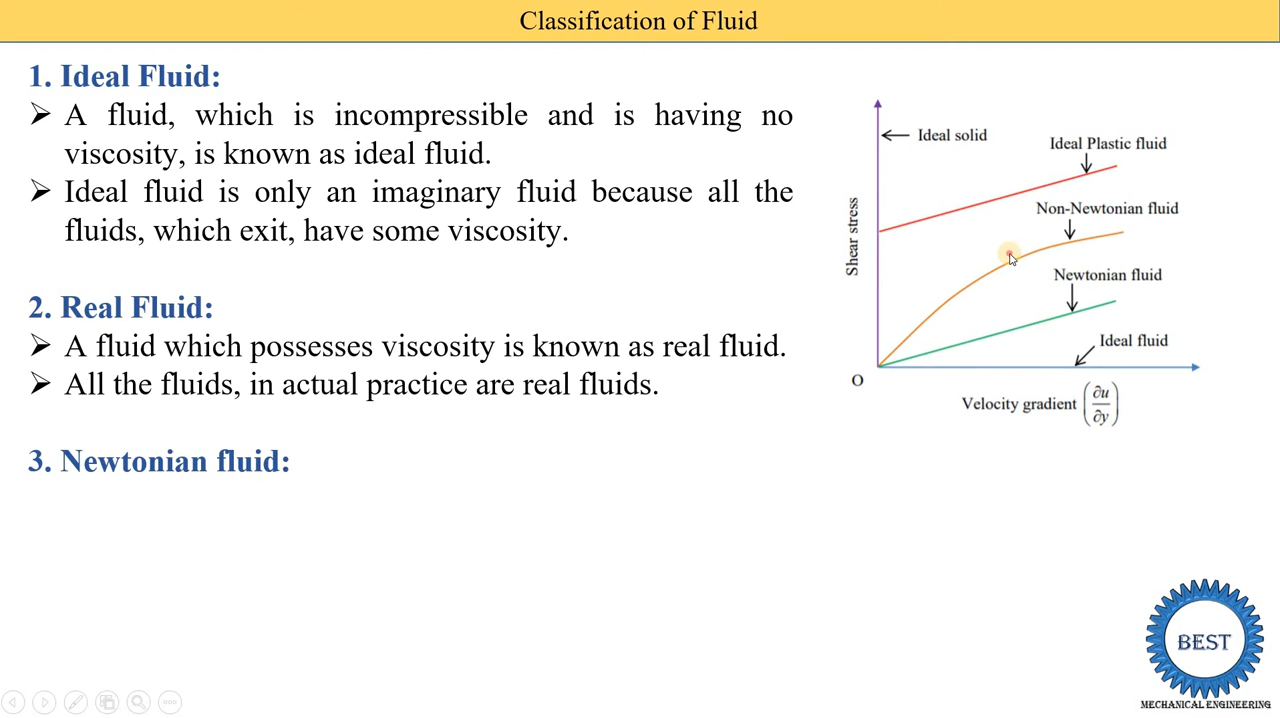 Classification of Fluid
1. Ideal Fluid:
➢ A fluid, which is incompressible and is having no
viscosity, is known as ideal fluid.
➢ Ideal fluid is only an imaginary fluid because all the
fluids, which exit, have some viscosity.
2. Real Fluid:
➢ A fluid which possesses viscosity is known as real fluid.
➢ All the fluids, in actual practice are real fluids.
3. Newtonian fluid:
Ideal solid
Ideal Plastic fluid
Non-Newtonian fluid
Newtonian fluid
Ideal fluid
Shear stress
O
Velocity gradient (∂u/∂y)
BEST
MECHANICAL ENGINEERING